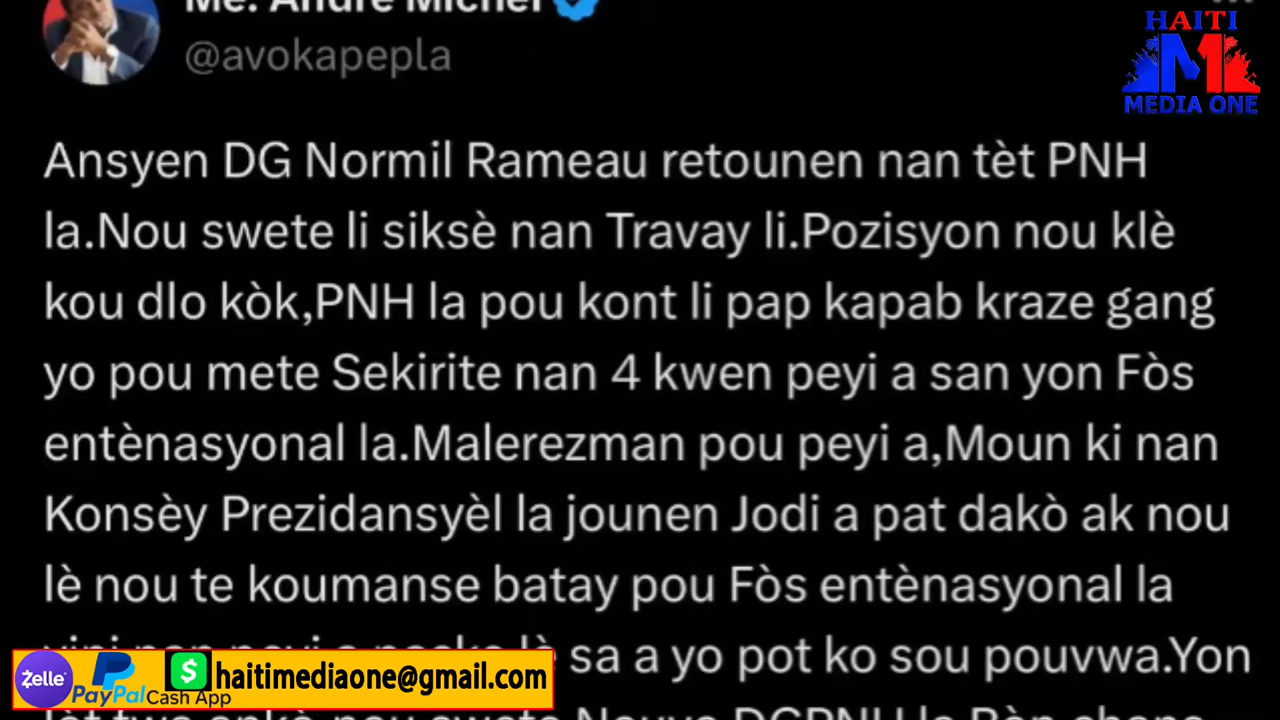 Me. André Michel
@avokapepla
HAITI
M1
MEDIA ONE
Ansyen DG Normil Rameau retounen nan tèt PNH
la.Nou swete li siksè nan Travay li.Pozisyon nou klè
kou dlo kòk,PNH la pou kont li pap kapab kraze gang
yo pou mete Sekirite nan 4 kwen peyi a san yon Fòs
entènasyonal la.Malerezman pou peyi a,Moun ki nan
Konsèy Prezidansyèl la jounen Jodi a pat dakò ak nou
lè nou te koumanse batay pou Fòs entènasyonal la
sa a yo pot ko sou pouvwa.Yon
Zelle
PayPal
$
Cash App
haitimediaone@gmail.com